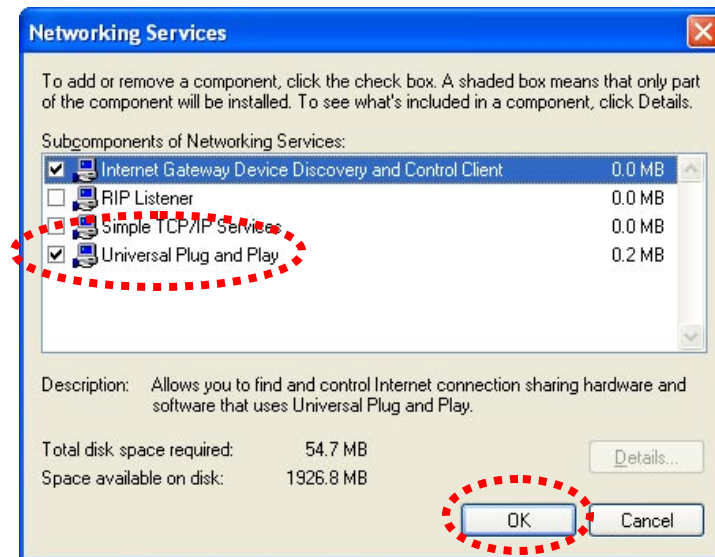 Networking Services
To add or remove a component, click the check box. A shaded box means that only part
of the component will be installed. To see what's included in a component, click Details.
Subcomponents of Networking Services:
Internet Gateway Device Discovery and Control Client 0.0 MB
RIP Listener 0.0 MB
Simple TCP/IP Services 0.0 MB
Universal Plug and Play 0.2 MB
Description: Allows you to find and control Internet connection sharing hardware and
software that uses Universal Plug and Play.
Total disk space required: 54.7 MB
Details...
Space available on disk: 1926.8 MB
OK Cancel